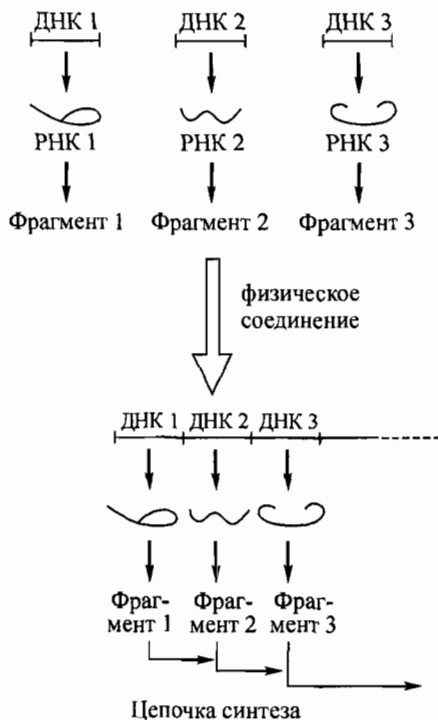 ДНК 1 ДНК 2 ДНК 3
РНК 1 РНК 2 РНК 3
Фрагмент 1 Фрагмент 2 Фрагмент 3
физическое
соединение
ДНК 1 ДНК 2 ДНК 3
Фраг- Фраг- Фраг-
мент 1 мент 2 мент 3
Цепочка синтеза